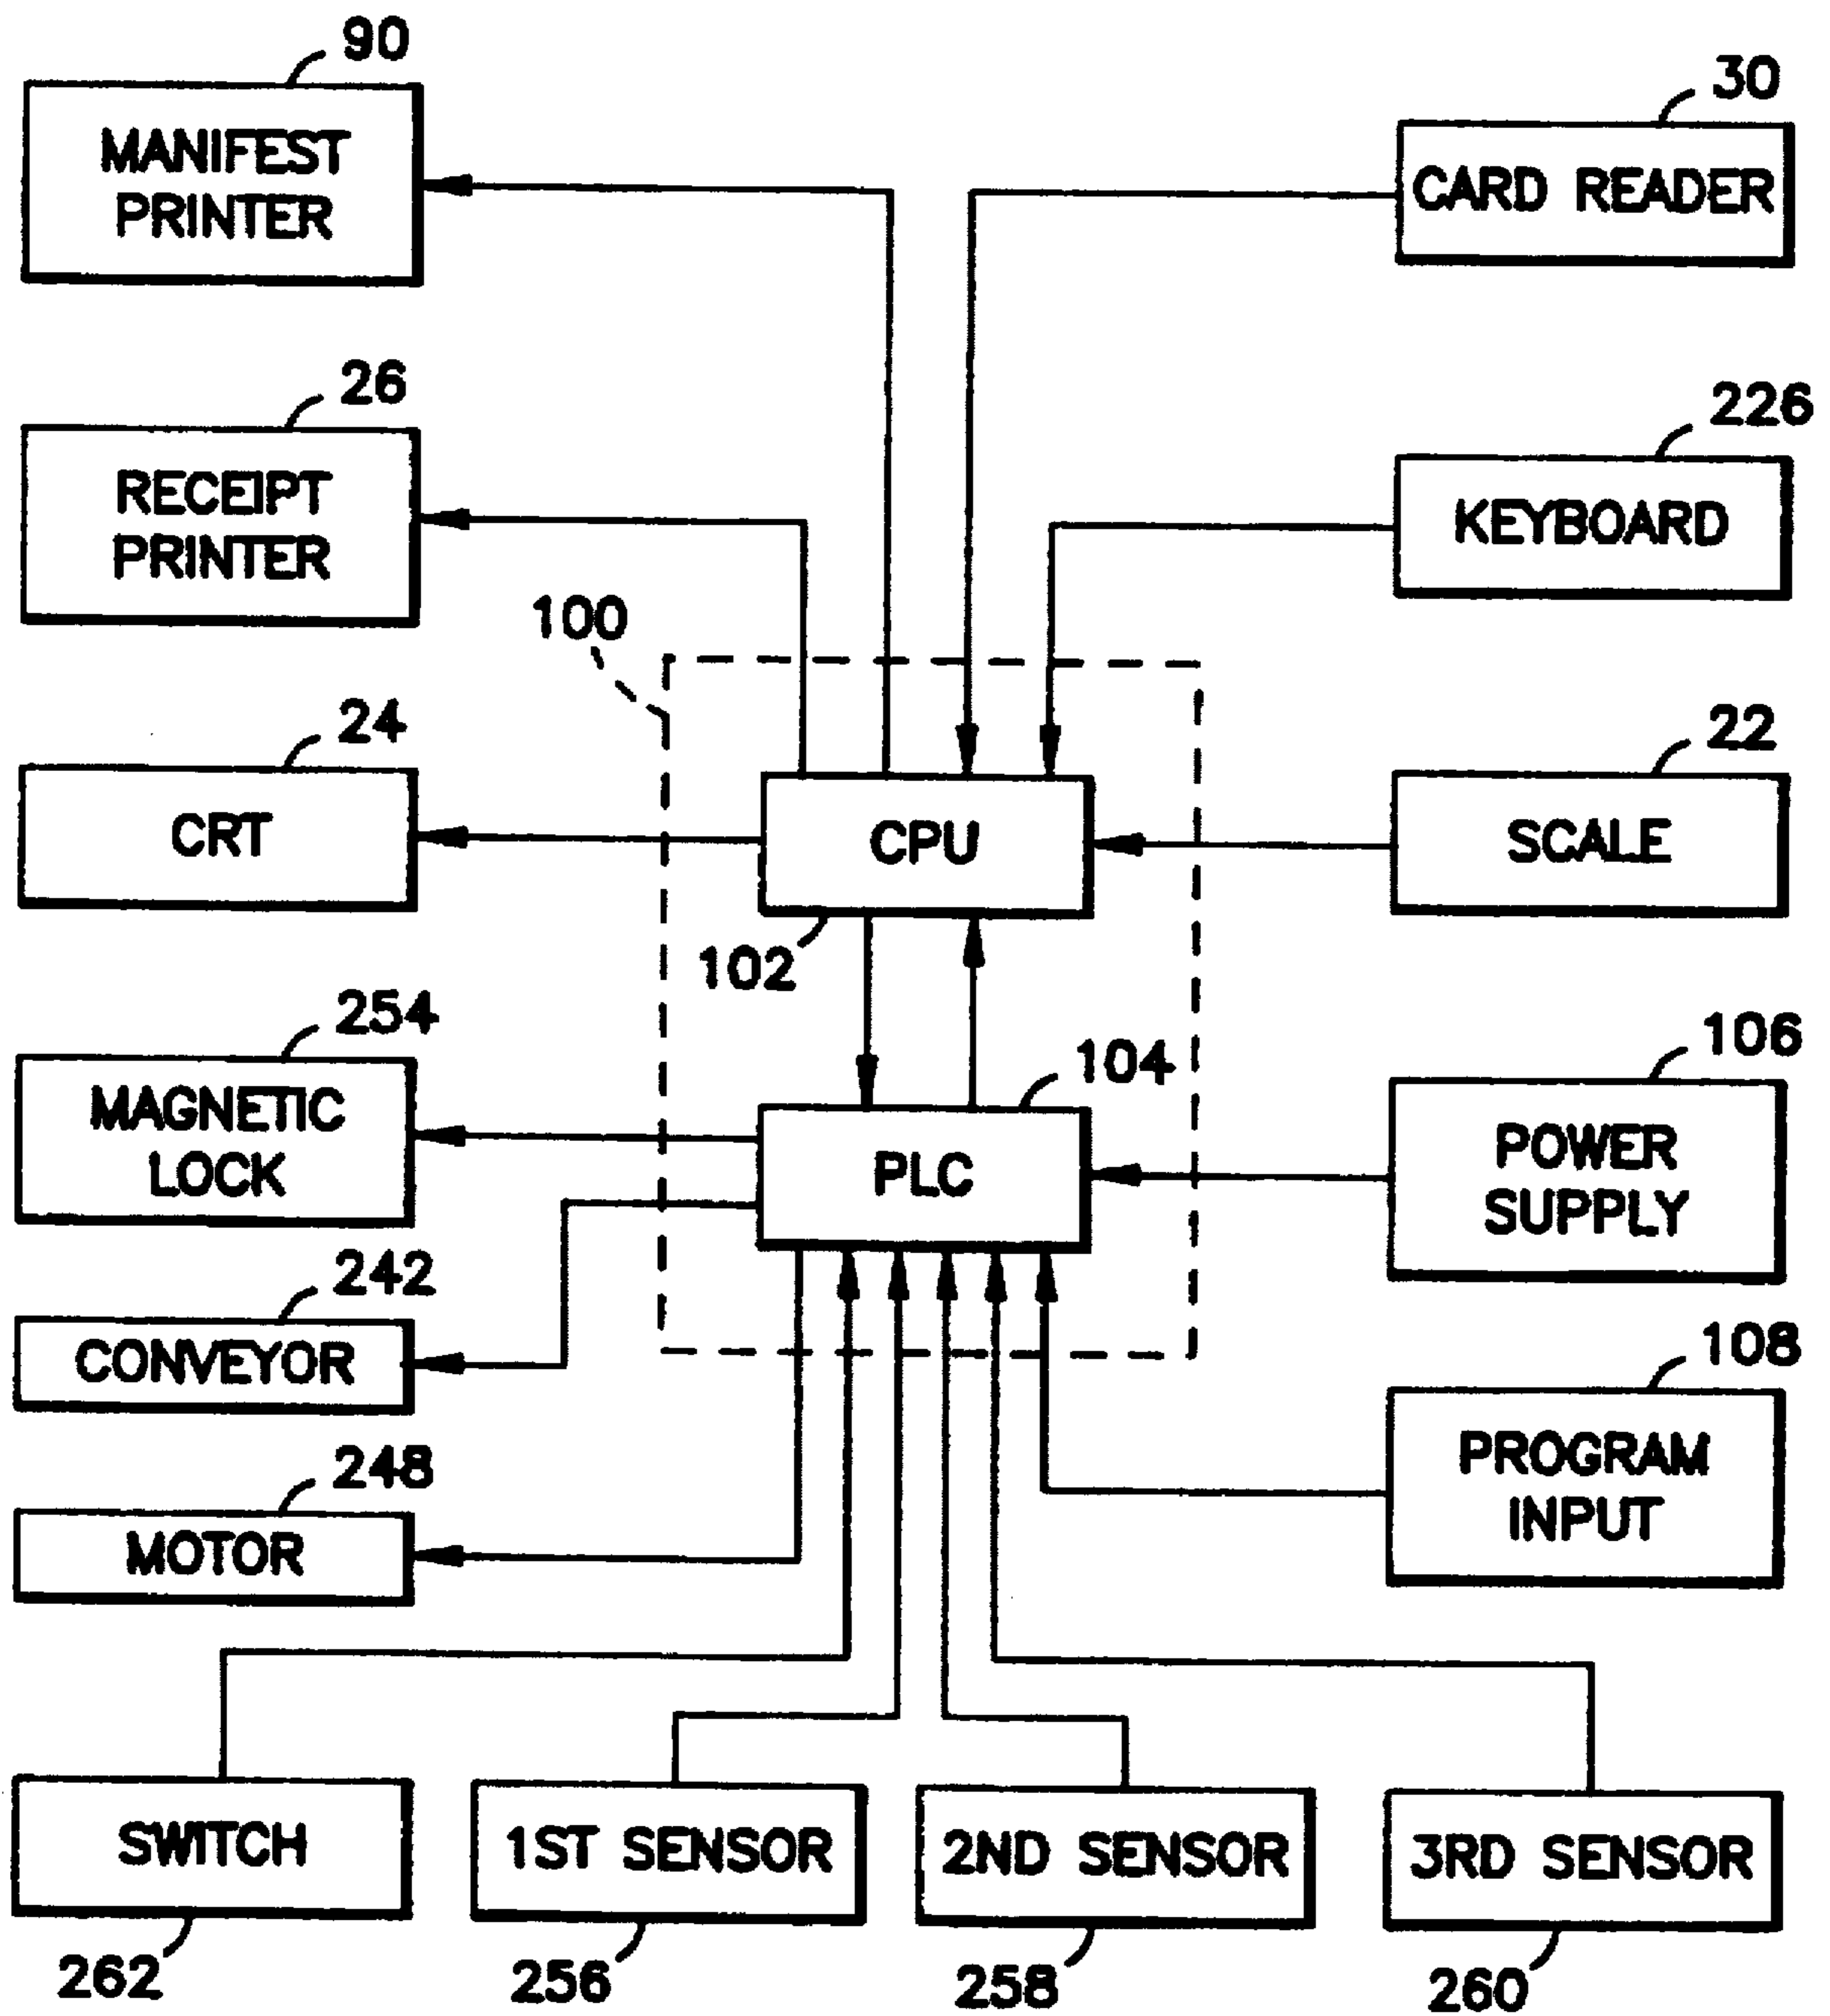 90
MANIFEST
PRINTER
30
CARD READER
26
RECEIPT
PRINTER
226
KEYBOARD
100
24
CRT
CPU
102
22
SCALE
254
MAGNETIC
LOCK
104
PLC
106
POWER
SUPPLY
242
CONVEYOR
108
PROGRAM
INPUT
248
MOTOR
SWITCH
262
1ST SENSOR
256
2ND SENSOR
258
3RD SENSOR
260